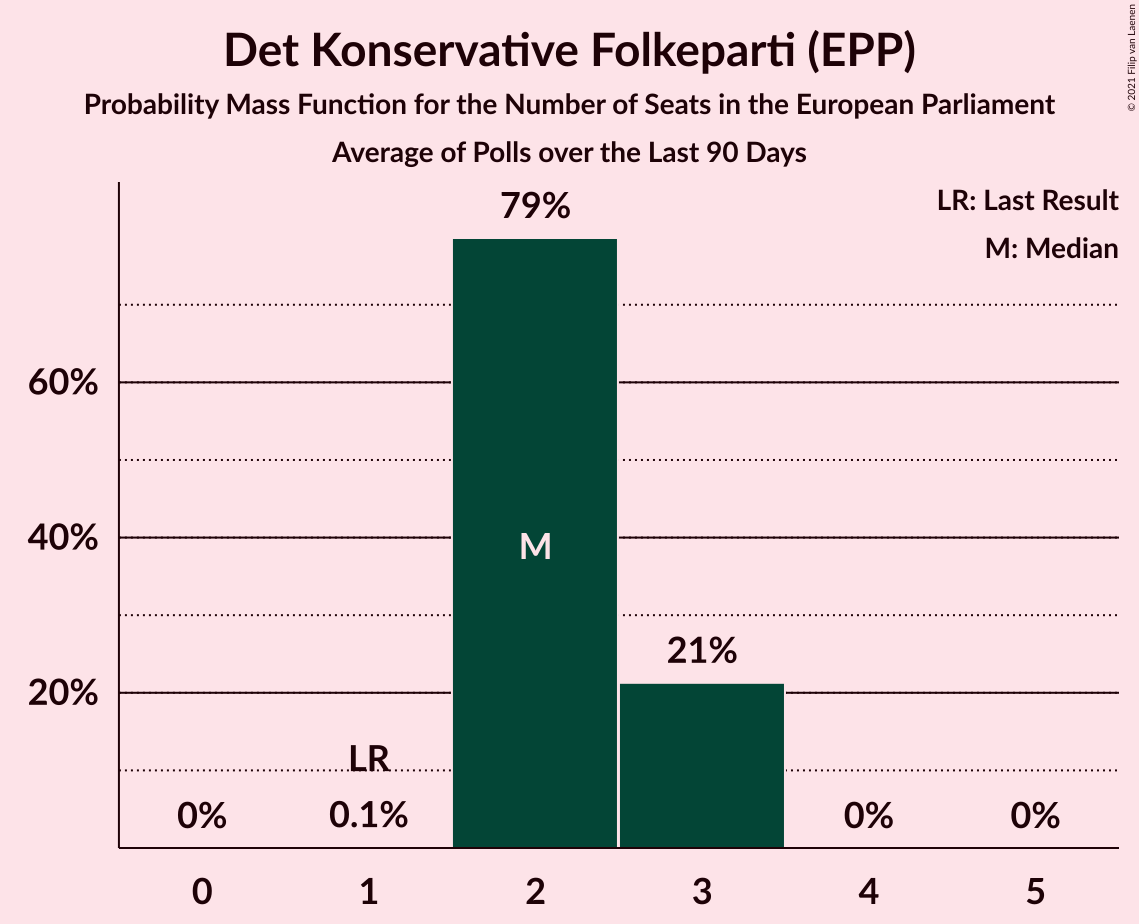 Det Konservative Folkeparti (EPP)
Probability Mass Function for the Number of Seats in the European Parliament
Average of Polls over the Last 90 Days
© 2021 Filip van Laenen
LR: Last Result
M: Median
79%
60%
40%
M
21%
20%
LR
0%
0.1%
0%
0%
0 1 2 3 4 5